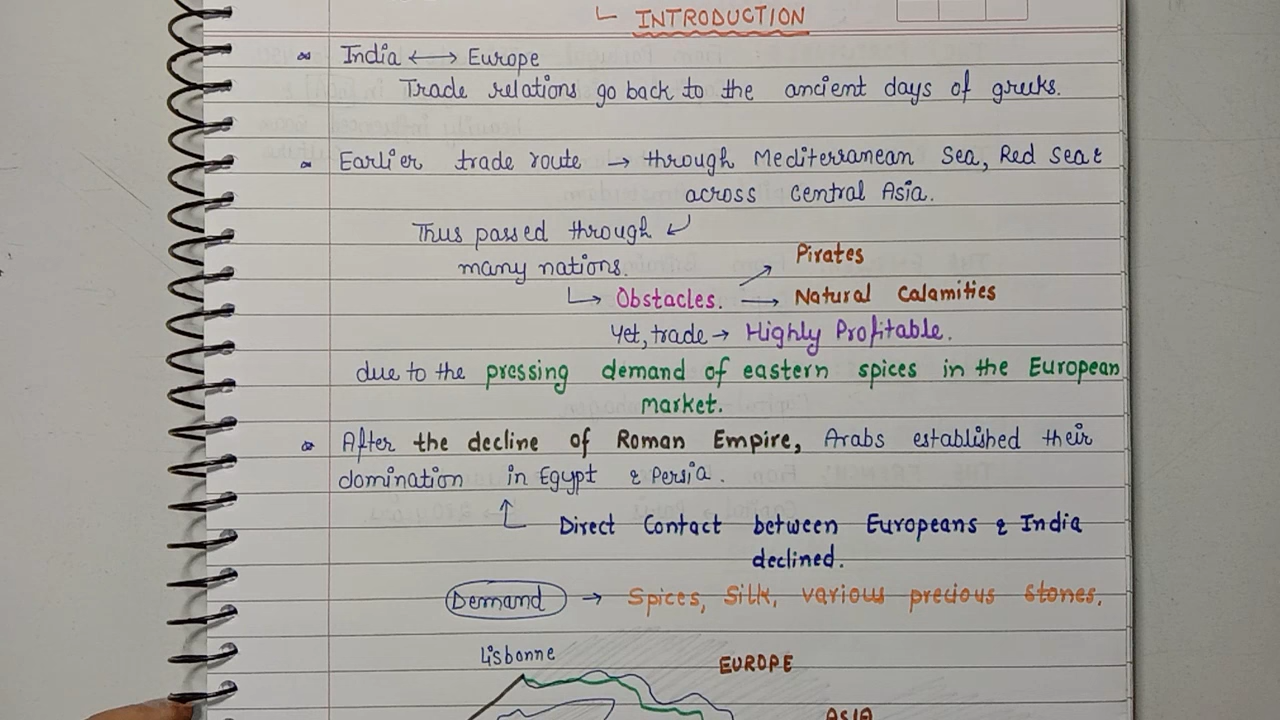 ↳ INTRODUCTION
India ⟷ Europe
Trade relations go back to the ancient days of greeks.
Earlier trade route → through Mediterranean Sea, Red Sea &
across Central Asia.
Thus passed through ↙
many nations.
Pirates
↳ Obstacles. → Natural Calamities
Yet, trade → Highly Profitable.
due to the pressing demand of eastern spices in the European
market.
After the decline of Roman Empire, Arabs established their
domination in Egypt & Persia.
Direct Contact between Europeans & India
declined.
Demand → Spices, Silk, various precious stones.
Lisbonne
EUROPE
ASIA